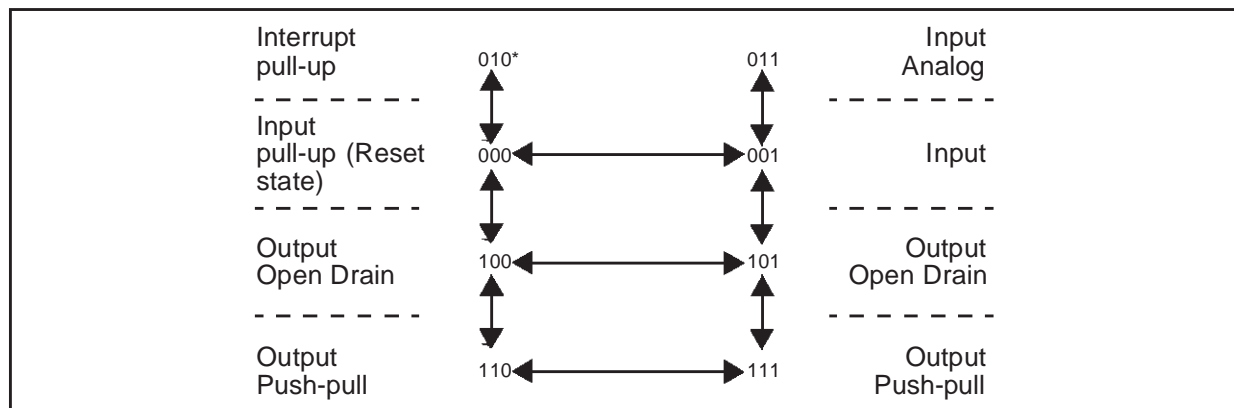 Interrupt
pull-up
010*
011
Input
Analog
Input
pull-up (Reset
state)
000
001
Input
Output
Open Drain
100
101
Output
Open Drain
Output
Push-pull
110
111
Output
Push-pull